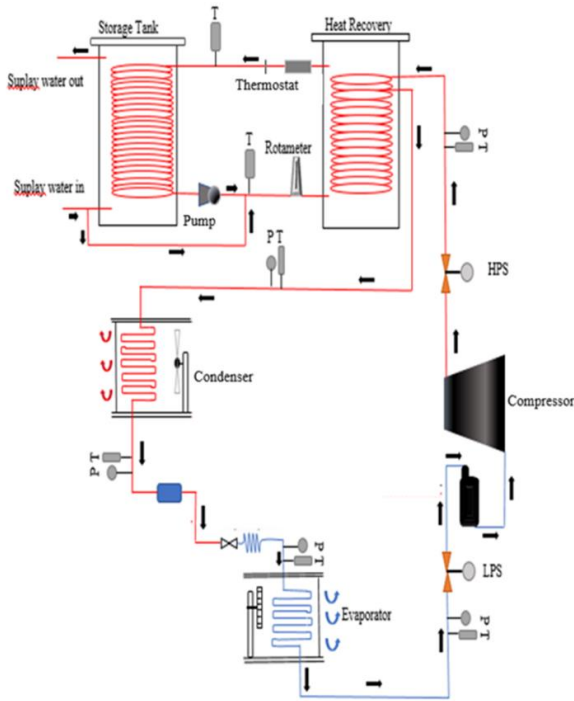 Storage Tank
T
Heat Recovery
Suplay water out
Thermostat
T
Rotameter
P T
Suplay water in
Pump
P T
HPS
Condenser
Compressor
T
P
P
T
LPS
Evaporator
P
T